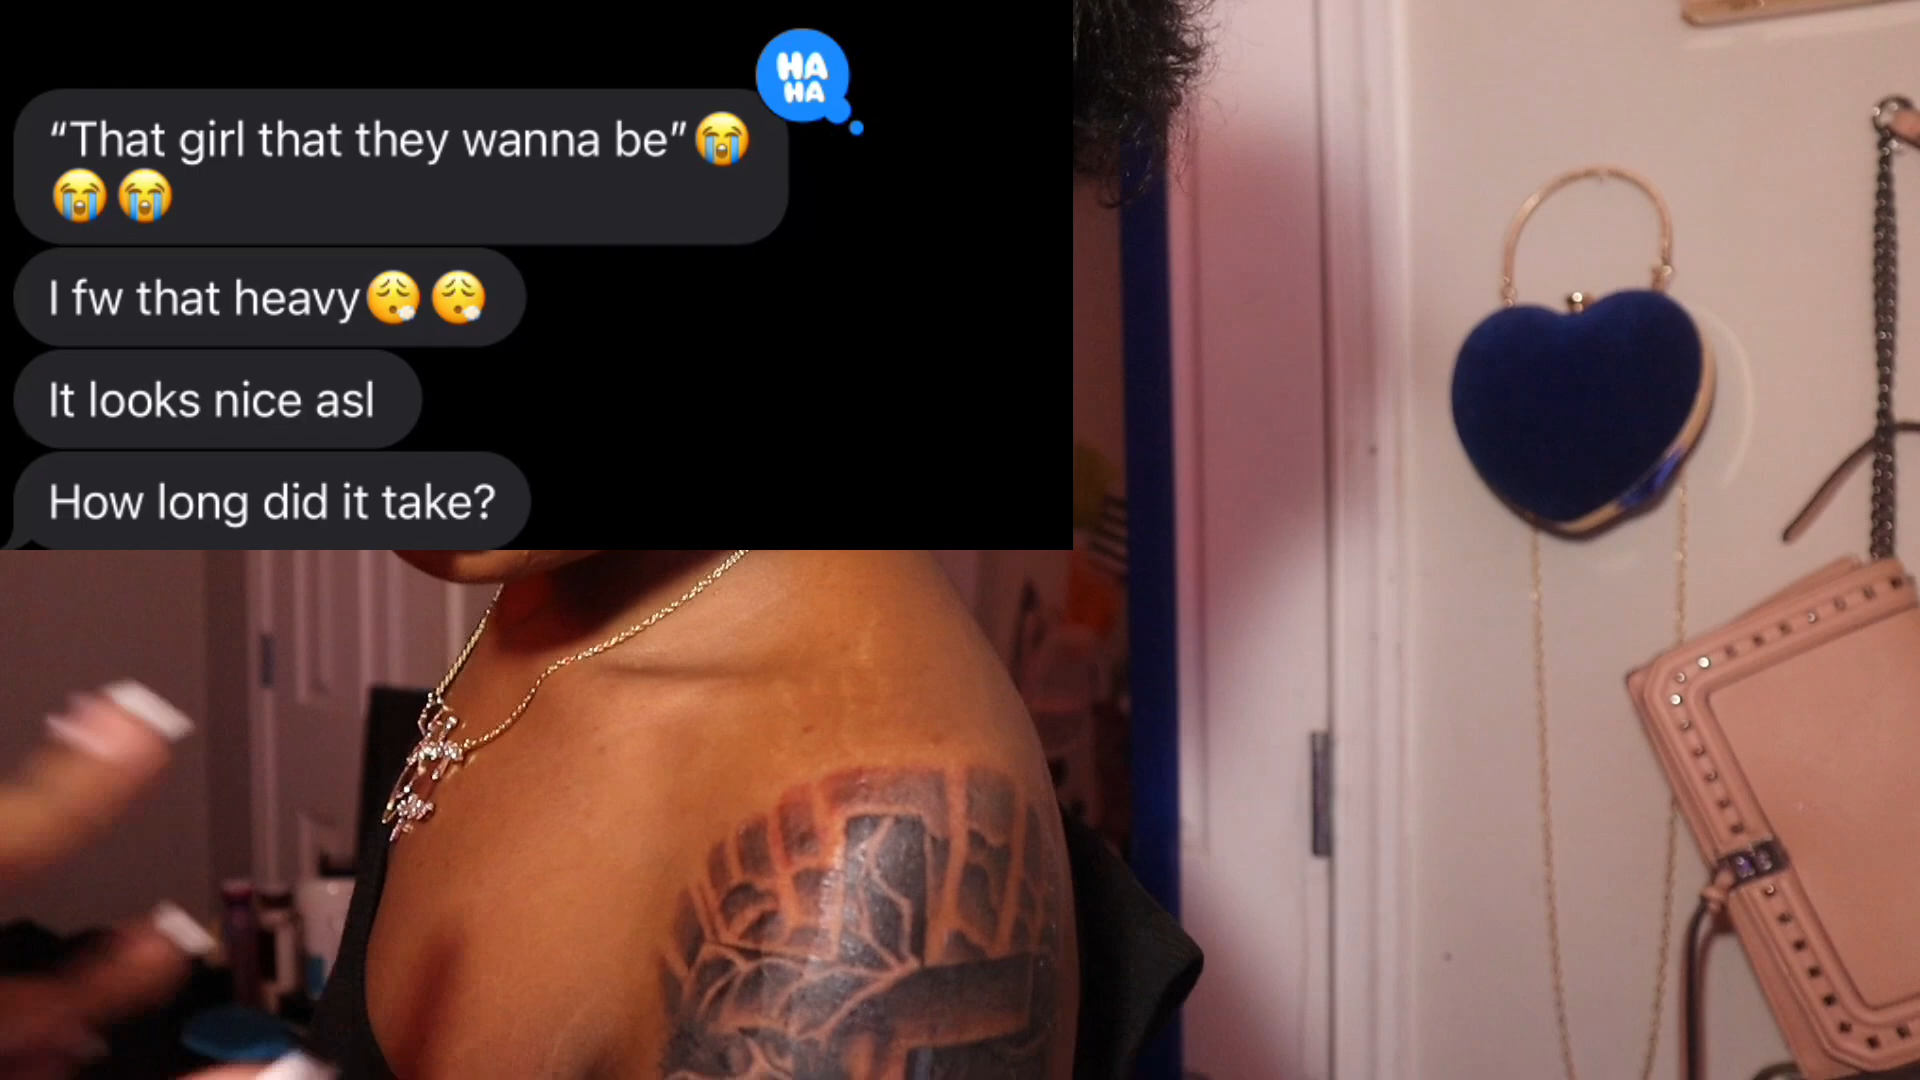 HA
HA
“That girl that they wanna be”😭
😭😭
I fw that heavy😮‍💨😮‍💨
It looks nice asl
How long did it take?